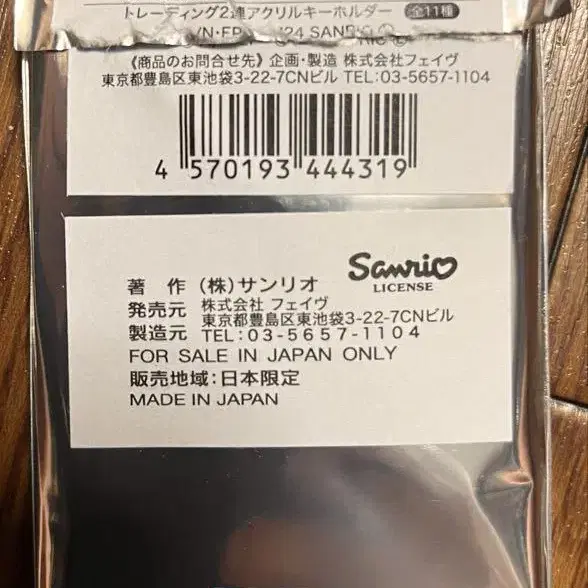 トレーディング2連アクリルキーホルダー 全11種
SANRIO
《商品のお問合せ先》企画・製造 株式会社フェイヴ
東京都豊島区東池袋3-22-7CNビル TEL:03-5657-1104
4 570193 444319
Sanrio
LICENSE
著 作 (株)サンリオ
発売元 株式会社 フェイヴ
製造元 東京都豊島区東池袋3-22-7CNビル
TEL:03-5657-1104
FOR SALE IN JAPAN ONLY
販売地域:日本限定
MADE IN JAPAN